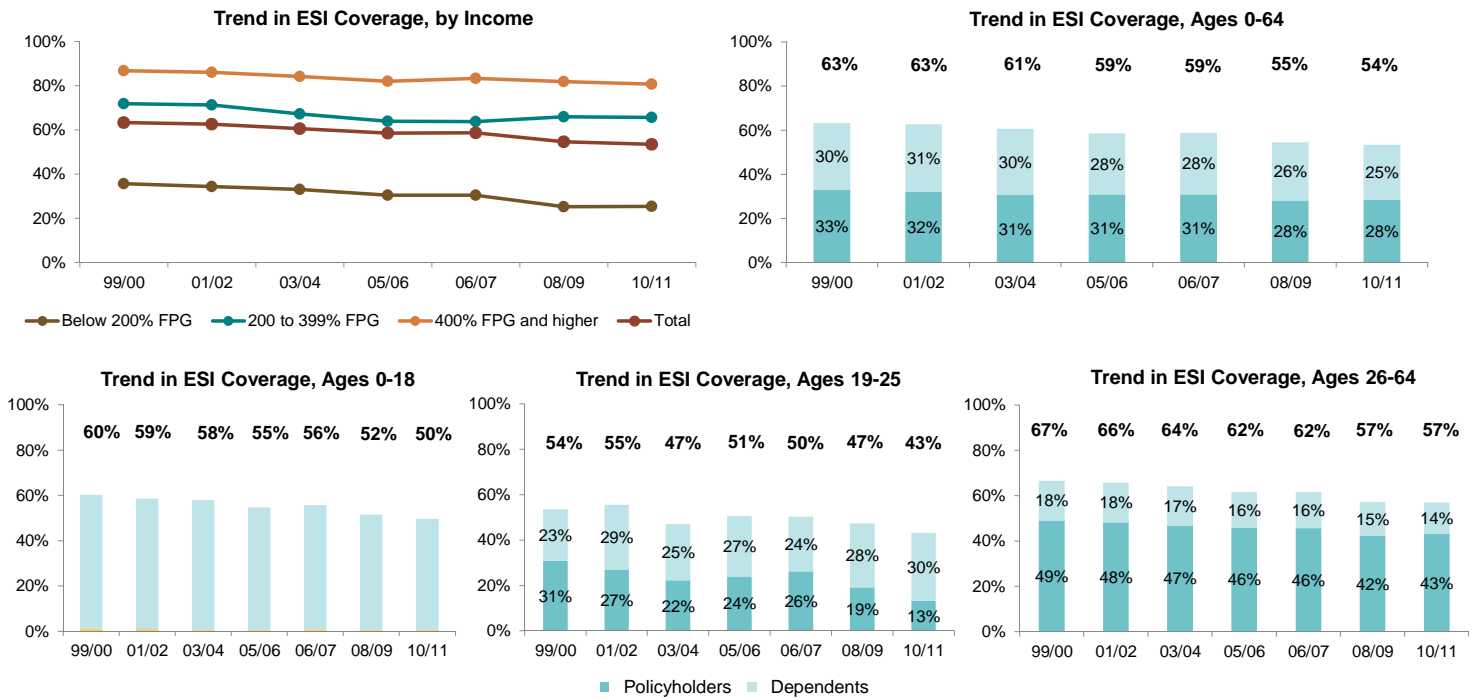 Trend in ESI Coverage, by Income
100%
80%
60%
40%
20%
0%
99/00 01/02 03/04 05/06 06/07 08/09 10/11
Below 200% FPG 200 to 399% FPG 400% FPG and higher Total
Trend in ESI Coverage, Ages 0-64
100%
80%
60%
40%
20%
0%
63% 63% 61% 59% 59% 55% 54%
30% 31% 30% 28% 28% 26% 25%
33% 32% 31% 31% 31% 28% 28%
99/00 01/02 03/04 05/06 06/07 08/09 10/11
Trend in ESI Coverage, Ages 0-18
100%
80%
60%
40%
20%
0%
60% 59% 58% 55% 56% 52% 50%
99/00 01/02 03/04 05/06 06/07 08/09 10/11
Trend in ESI Coverage, Ages 19-25
100%
80%
60%
40%
20%
0%
54% 55% 47% 51% 50% 47% 43%
23% 29% 25% 27% 24% 28% 30%
31% 27% 22% 24% 26% 19% 13%
99/00 01/02 03/04 05/06 06/07 08/09 10/11
Trend in ESI Coverage, Ages 26-64
100%
80%
60%
40%
20%
0%
67% 66% 64% 62% 62% 57% 57%
18% 18% 17% 16% 16% 15% 14%
49% 48% 47% 46% 46% 42% 43%
99/00 01/02 03/04 05/06 06/07 08/09 10/11
Policyholders Dependents